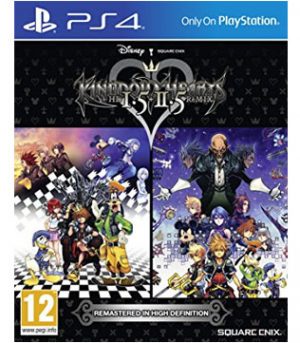 PS4
Only On PlayStation
Disney SQUARE ENIX
KINGDOM HEARTS
HD 1.5+2.5 ReMIX
12
www.pegi.info
REMASTERED IN HIGH DEFINITION
SQUARE ENIX.